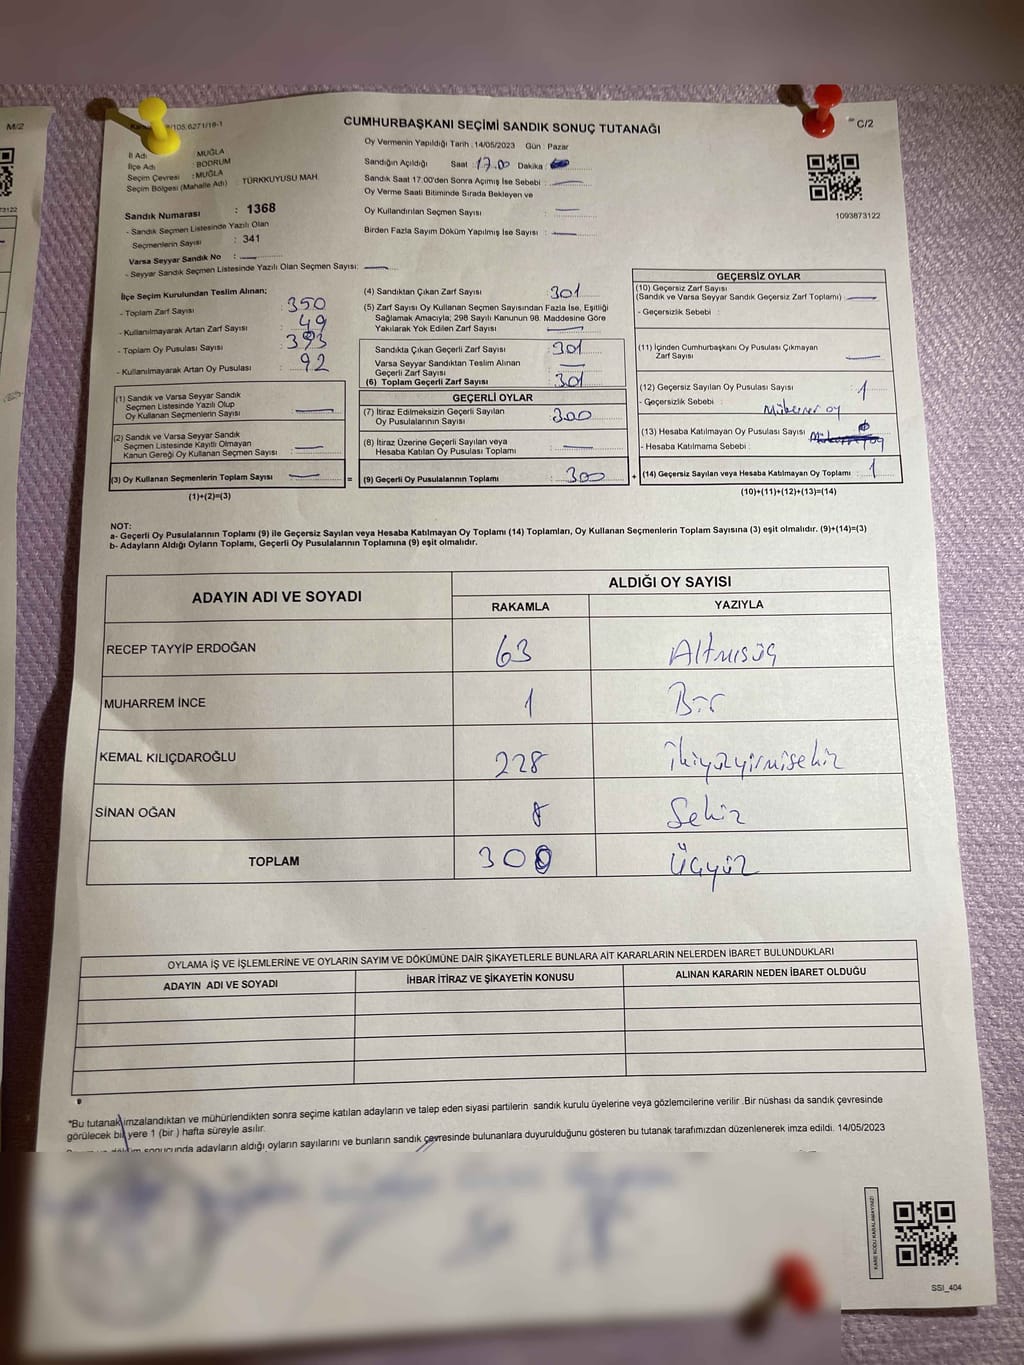 M/2
C/2
CUMHURBAŞKANI SEÇİMİ SANDIK SONUÇ TUTANAĞI
Oy Vermenin Yapıldığı Tarih : 14/05/2023 Gün : Pazar
İl Adı : MUĞLA
İlçe Adı : BODRUM
Seçim Çevresi : MUĞLA
Seçim Bölgesi (Mahalle Adı) : TÜRKKUYUSU MAH.
Sandığın Açıldığı Saat : 17.00 Dakika :
Sandık Saat 17:00'den Sonra Açımış İse Sebebi :
Oy Verme Saati Bitiminde Sırada Bekleyen ve
Oy Kullandırılan Seçmen Sayısı :
Birden Fazla Sayım Döküm Yapılmış İse Sayısı :
1093873122
Sandık Numarası : 1368
- Sandık Seçmen Listesinde Yazılı Olan
Seçmenlerin Sayısı : 341
Varsa Seyyar Sandık No :
- Seyyar Sandık Seçmen Listesinde Yazılı Olan Seçmen Sayısı:
İlçe Seçim Kurulundan Teslim Alınan;
- Toplam Zarf Sayısı : 350
- Kullanılmayarak Artan Zarf Sayısı : 49
- Toplam Oy Pusulası Sayısı : 393
- Kullanılmayarak Artan Oy Pusulası : 92
(1) Sandık ve Varsa Seyyar Sandık
Seçmen Listesinde Yazılı Olup
Oy Kullanan Seçmenlerin Sayısı :
(2) Sandık ve Varsa Seyyar Sandık
Seçmen Listesinde Kayıtlı Olmayan
Kanun Gereği Oy Kullanan Seçmen Sayısı :
(3) Oy Kullanan Seçmenlerin Toplam Sayısı :
(1)+(2)=(3)
(4) Sandıktan Çıkan Zarf Sayısı : 301
(5) Zarf Sayısı Oy Kullanan Seçmen Sayısından Fazla İse, Eşitliği
Sağlamak Amacıyla; 298 Sayılı Kanunun 98. Maddesine Göre
Yakılarak Yok Edilen Zarf Sayısı :
Sandıkta Çıkan Geçerli Zarf Sayısı : 301
Varsa Seyyar Sandıktan Teslim Alınan
Geçerli Zarf Sayısı :
(6) Toplam Geçerli Zarf Sayısı : 301
GEÇERLİ OYLAR
(7) İtiraz Edilmeksizin Geçerli Sayılan
Oy Pusulalarının Sayısı : 300
(8) İtiraz Üzerine Geçerli Sayılan veya
Hesaba Katılan Oy Pusulası Toplamı :
= (9) Geçerli Oy Pusulalarının Toplamı : 300
GEÇERSİZ OYLAR
(10) Geçersiz Zarf Sayısı
(Sandık ve Varsa Seyyar Sandık Geçersiz Zarf Toplamı) :
- Geçersizlik Sebebi :
(11) İçinden Cumhurbaşkanı Oy Pusulası Çıkmayan
Zarf Sayısı :
(12) Geçersiz Sayılan Oy Pusulası Sayısı : 1
- Geçersizlik Sebebi :
(13) Hesaba Katılmayan Oy Pusulası Sayısı :
- Hesaba Katılmama Sebebi :
+ (14) Geçersiz Sayılan veya Hesaba Katılmayan Oy Toplamı : 1
(10)+(11)+(12)+(13)=(14)
NOT:
a- Geçerli Oy Pusulalarının Toplamı (9) ile Geçersiz Sayılan veya Hesaba Katılmayan Oy Toplamı (14) Toplamları, Oy Kullanan Seçmenlerin Toplam Sayısına (3) eşit olmalıdır. (9)+(14)=(3)
b- Adayların Aldığı Oyların Toplamı, Geçerli Oy Pusulalarının Toplamına (9) eşit olmalıdır.
ADAYIN ADI VE SOYADI ALDIĞI OY SAYISI
RAKAMLA YAZIYLA
RECEP TAYYİP ERDOĞAN 63 Altmışüç
MUHARREM İNCE 1 Bir
KEMAL KILIÇDAROĞLU 228 İkiyüzyirmisekiz
SİNAN OĞAN 8 Sekiz
TOPLAM 300 Üçyüz
OYLAMA İŞ VE İŞLEMLERİNE VE OYLARIN SAYIM VE DÖKÜMÜNE DAİR ŞİKAYETLERLE BUNLARA AİT KARARLARIN NELERDEN İBARET BULUNDUKLARI
ADAYIN ADI VE SOYADI İHBAR İTİRAZ VE ŞİKAYETİN KONUSU ALINAN KARARIN NEDEN İBARET OLDUĞU
*Bu tutanak imzalandıktan ve mühürlendikten sonra seçime katılan adayların ve talep eden siyasi partilerin sandık kurulu üyelerine veya gözlemcilerine verilir .Bir nüshası da sandık çevresinde
görülecek bir yere 1 (bir ) hafta süreyle asılır.
sonucunda adayların aldığı oyların sayılarını ve bunların sandık çevresinde bulunanlara duyurulduğunu gösteren bu tutanak tarafımızdan düzenlenerek imza edildi. 14/05/2023
KARE KODU KARALAMAYINIZ!
SSI_404